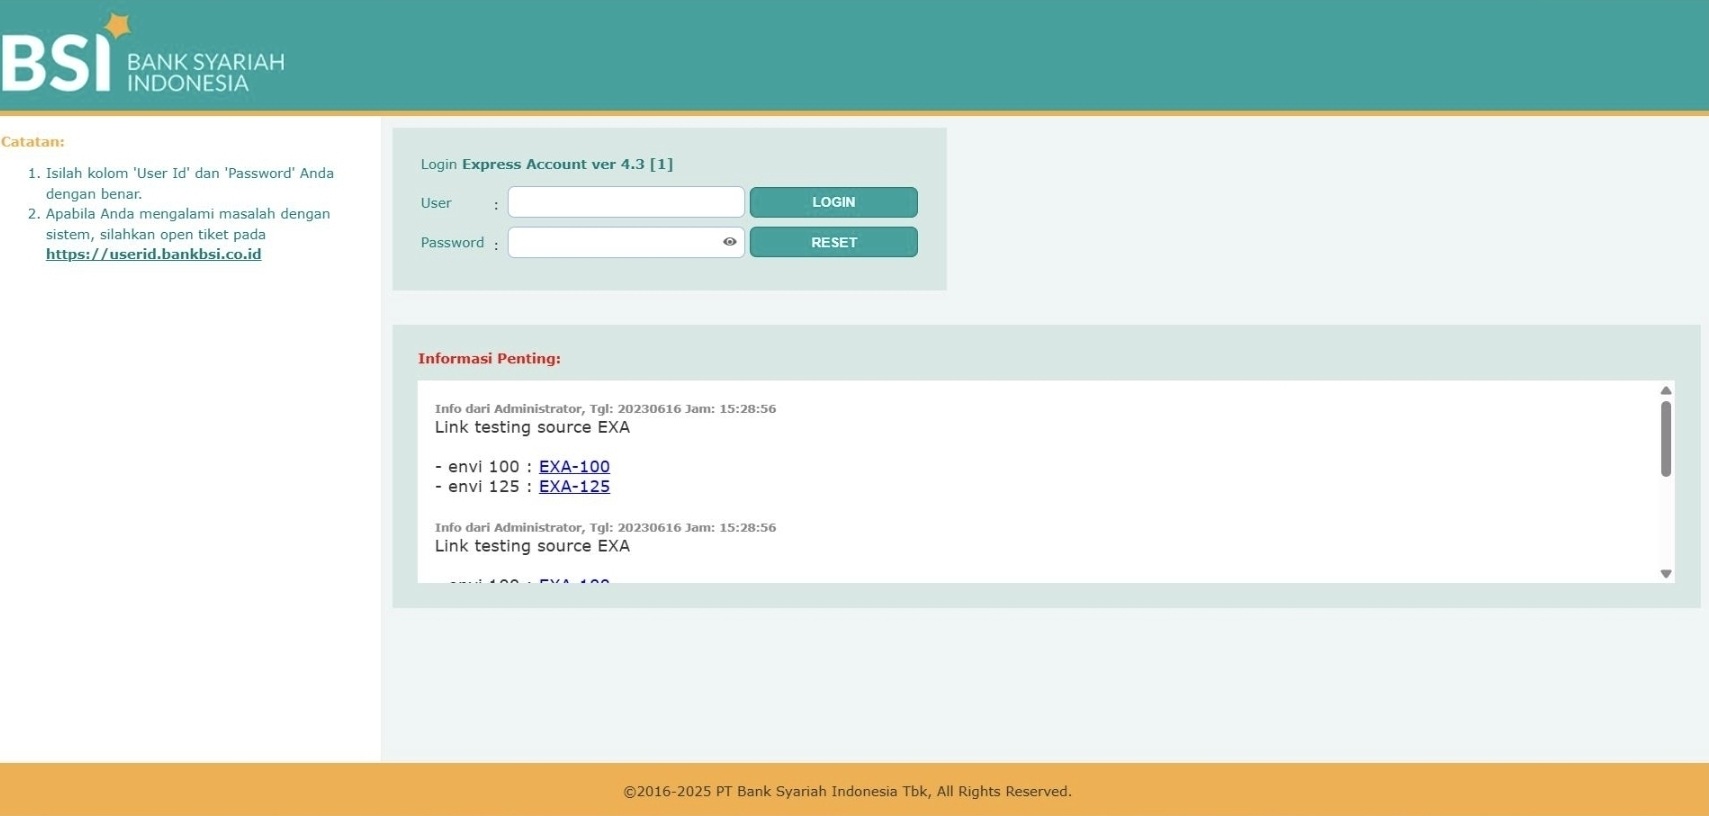 BSI BANK SYARIAH
INDONESIA
Catatan:
1. Isilah kolom 'User Id' dan 'Password' Anda
dengan benar.
2. Apabila Anda mengalami masalah dengan
sistem, silahkan open tiket pada
https://userid.bankbsi.co.id
Login Express Account ver 4.3 [1]
User : LOGIN
Password : RESET
Informasi Penting:
Info dari Administrator, Tgl: 20230616 Jam: 15:28:56
Link testing source EXA
- envi 100 : EXA-100
- envi 125 : EXA-125
Info dari Administrator, Tgl: 20230616 Jam: 15:28:56
Link testing source EXA
- envi 100 : EXA-100
©2016-2025 PT Bank Syariah Indonesia Tbk, All Rights Reserved.